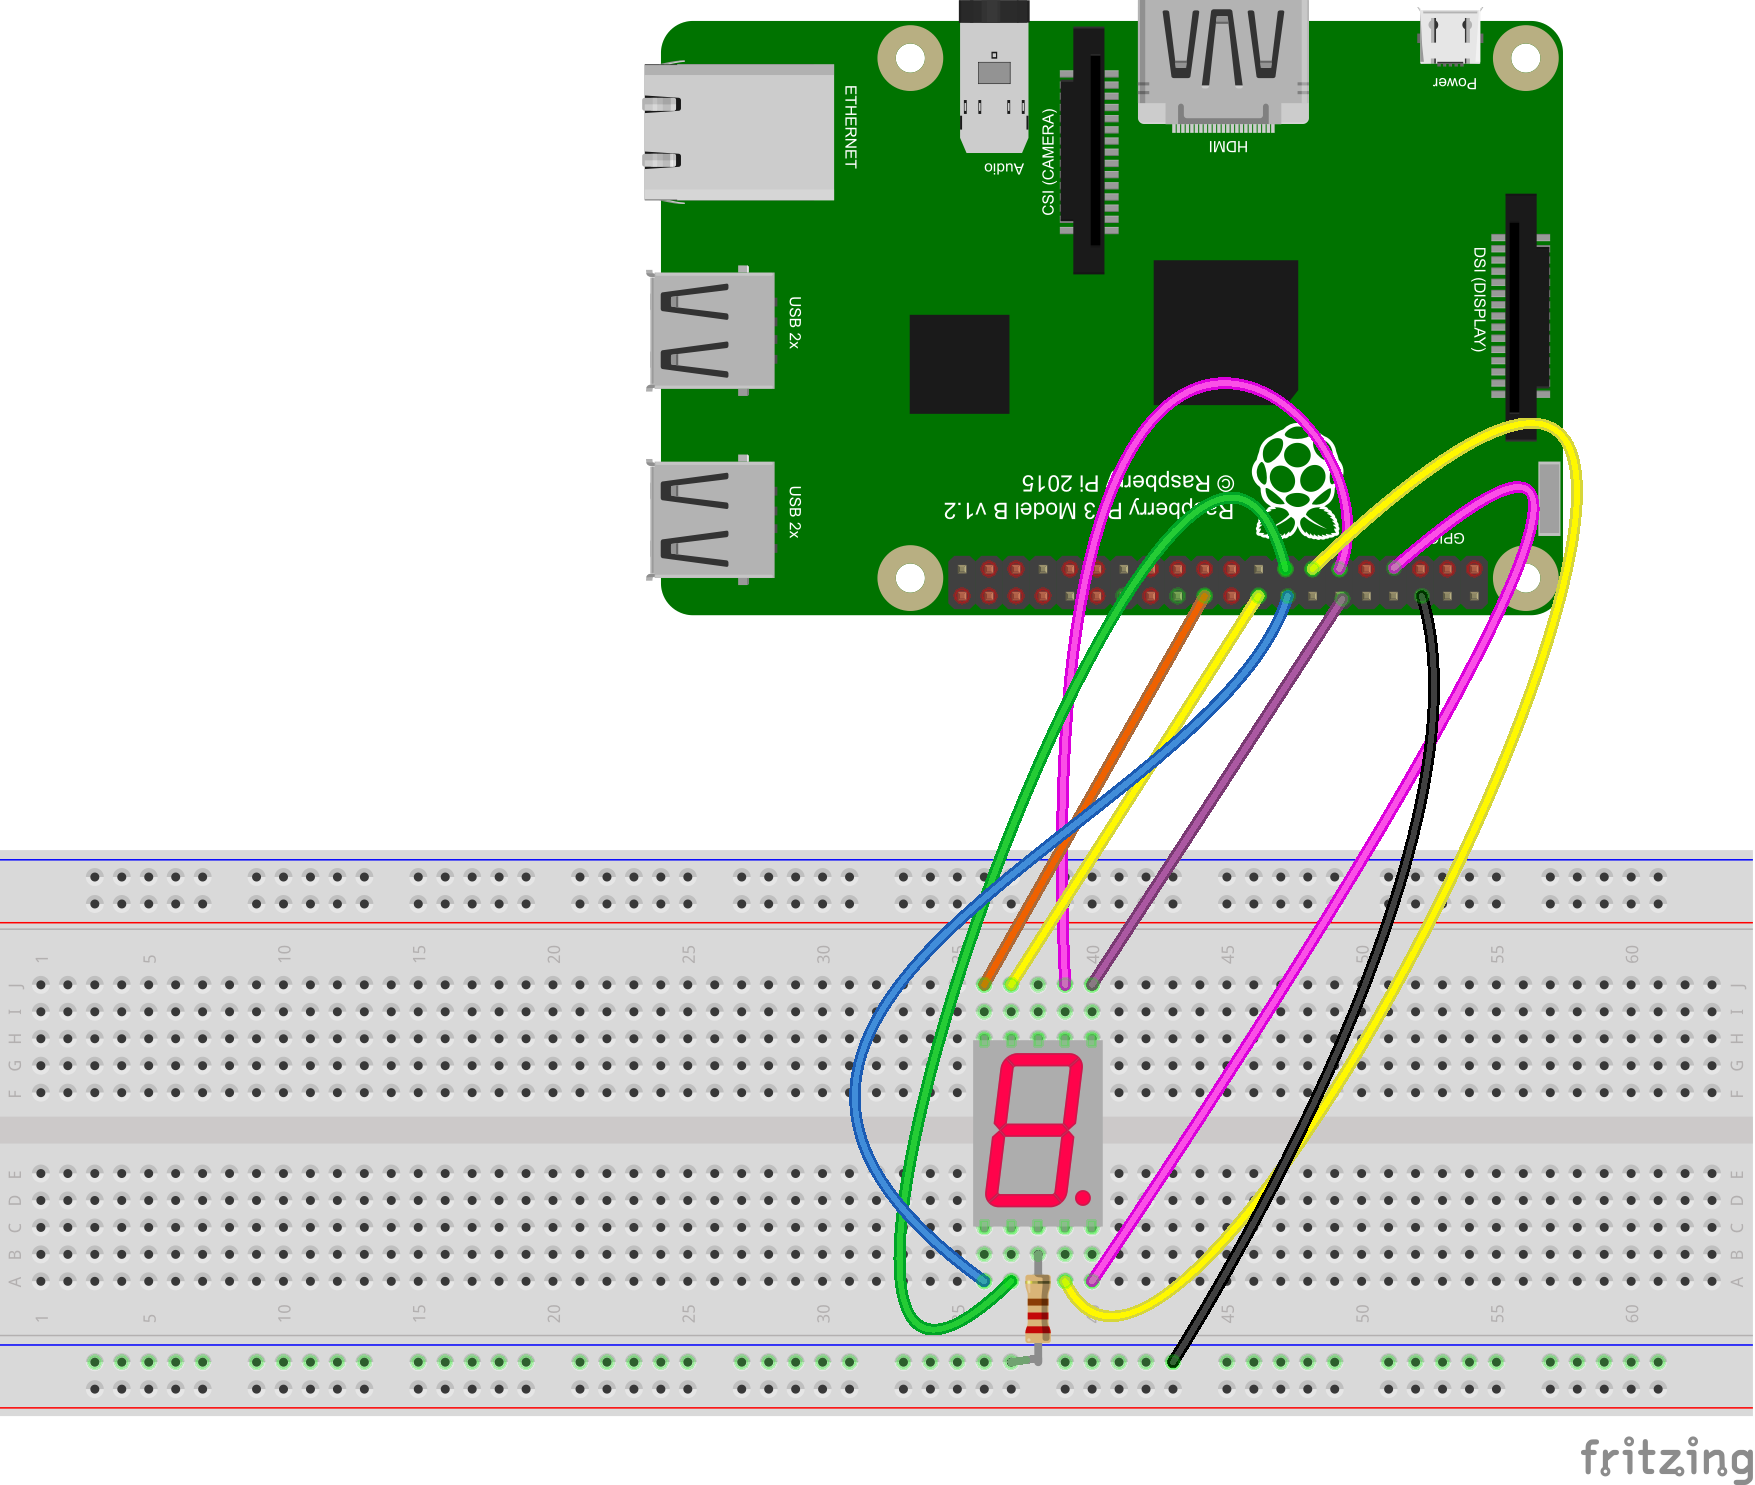 ETHERNET
Audio
CSI (CAMERA)
HDMI
Power
USB 2x
DSI (DISPLAY)
USB 2x
Raspberry Pi 3 Model B v1.2
© Raspberry Pi 2015
GPIO
1 5 10 15 20 25 30 35 40 45 50 55 60
J J
I I
H H
G G
F F
E E
D D
C C
B B
A A
1 5 10 15 20 25 30 35 40 45 50 55 60
8.
fritzing